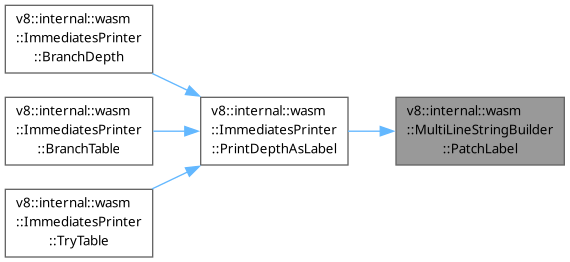 v8::internal::wasm
::ImmediatesPrinter
::BranchDepth
v8::internal::wasm
::ImmediatesPrinter
::BranchTable
v8::internal::wasm
::ImmediatesPrinter
::TryTable
v8::internal::wasm
::ImmediatesPrinter
::PrintDepthAsLabel
v8::internal::wasm
::MultiLineStringBuilder
::PatchLabel